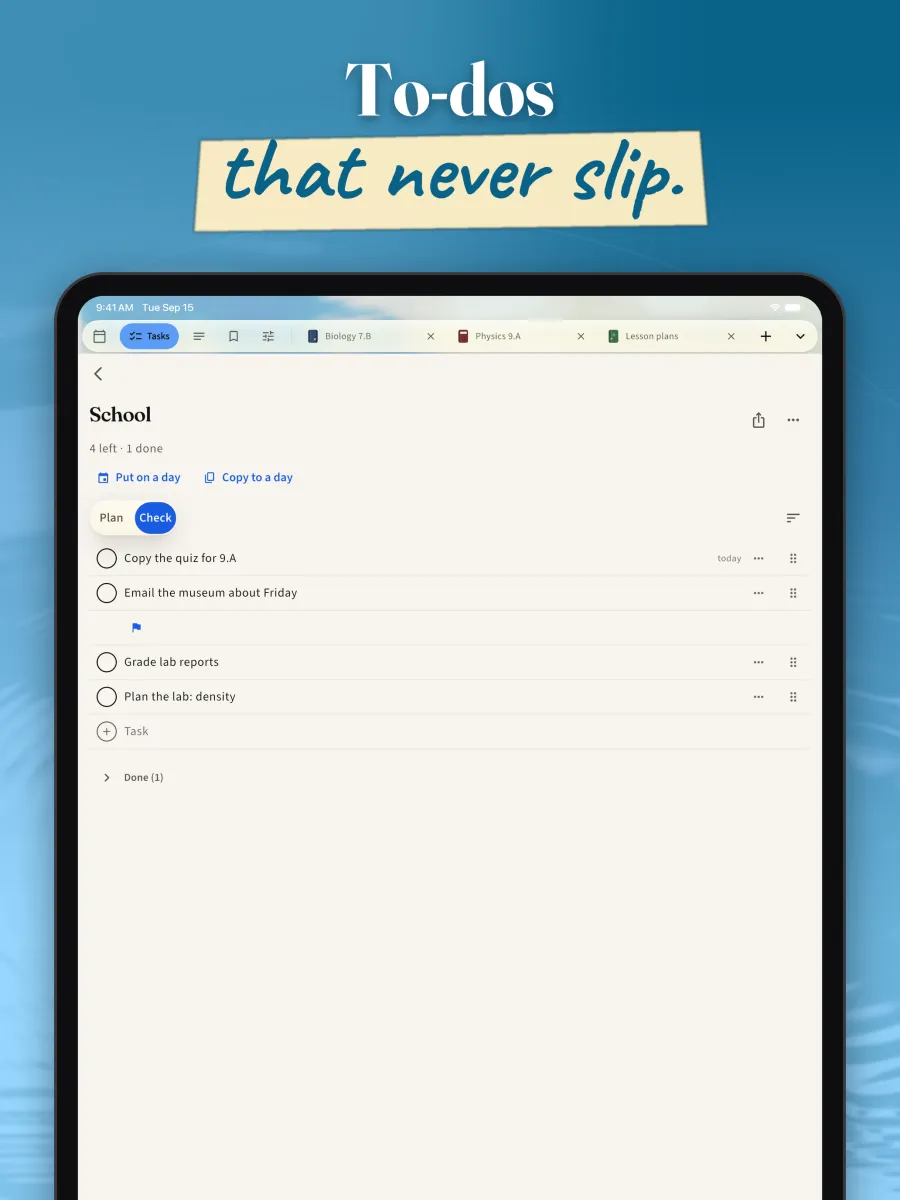 To-dos
that never slip.
9:41 AM Tue Sep 15
Tasks Biology 7.B Physics 9.A Lesson plans
School
4 left · 1 done
Put on a day Copy to a day
Plan Check
Copy the quiz for 9.A today
Email the museum about Friday
Grade lab reports
Plan the lab: density
Task
Done (1)